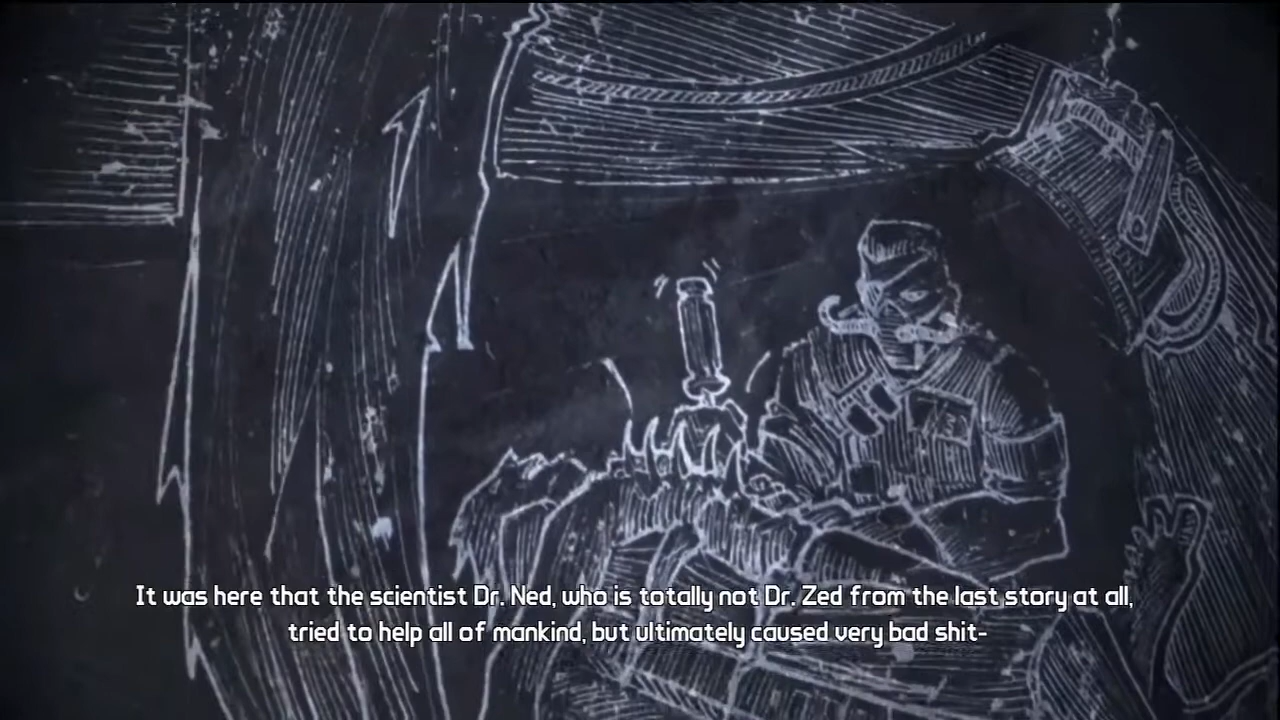 It was here that the scientist Dr. Ned, who is totally not Dr. Zed from the last story at all,
tried to help all of mankind, but ultimately caused very bad shit-